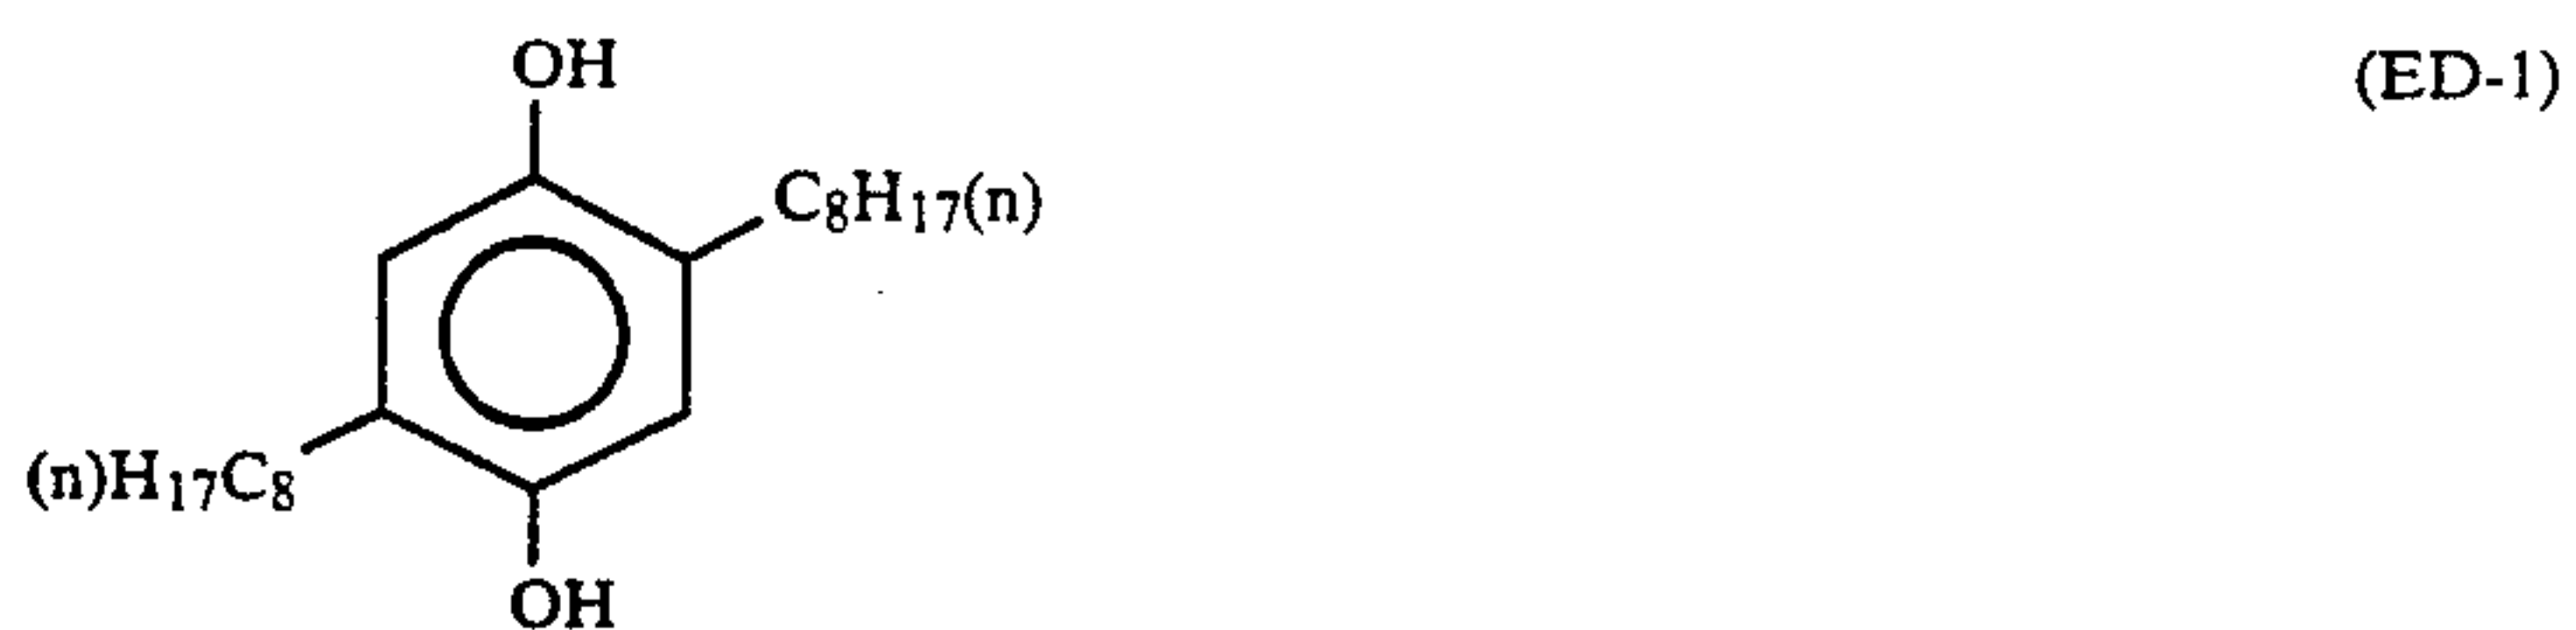 OH
(ED-1)
C₈H₁₇(n)
(n)H₁₇C₈
OH